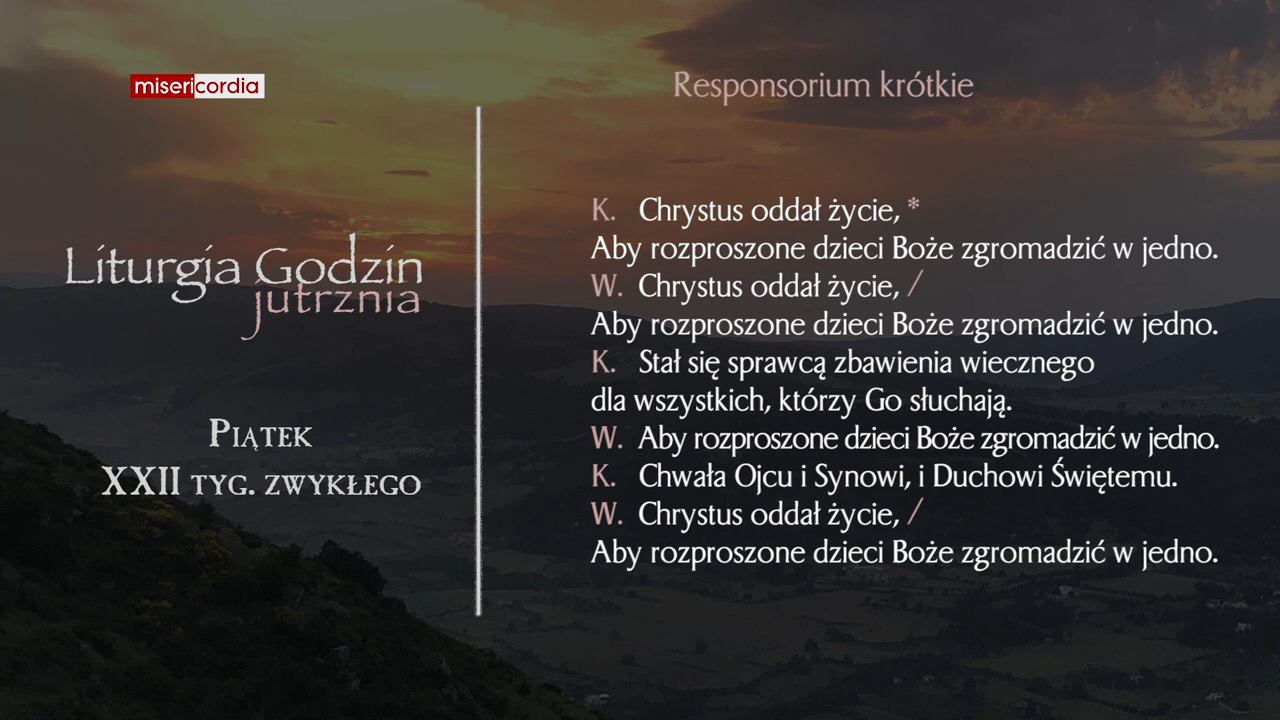 misericordia
Liturgia Godzin
jutrznia
Piątek
XXII tyg. zwykłego
Responsorium krótkie
K. Chrystus oddał życie, *
Aby rozproszone dzieci Boże zgromadzić w jedno.
W. Chrystus oddał życie, /
Aby rozproszone dzieci Boże zgromadzić w jedno.
K. Stał się sprawcą zbawienia wiecznego
dla wszystkich, którzy Go słuchają.
W. Aby rozproszone dzieci Boże zgromadzić w jedno.
K. Chwała Ojcu i Synowi, i Duchowi Świętemu.
W. Chrystus oddał życie, /
Aby rozproszone dzieci Boże zgromadzić w jedno.